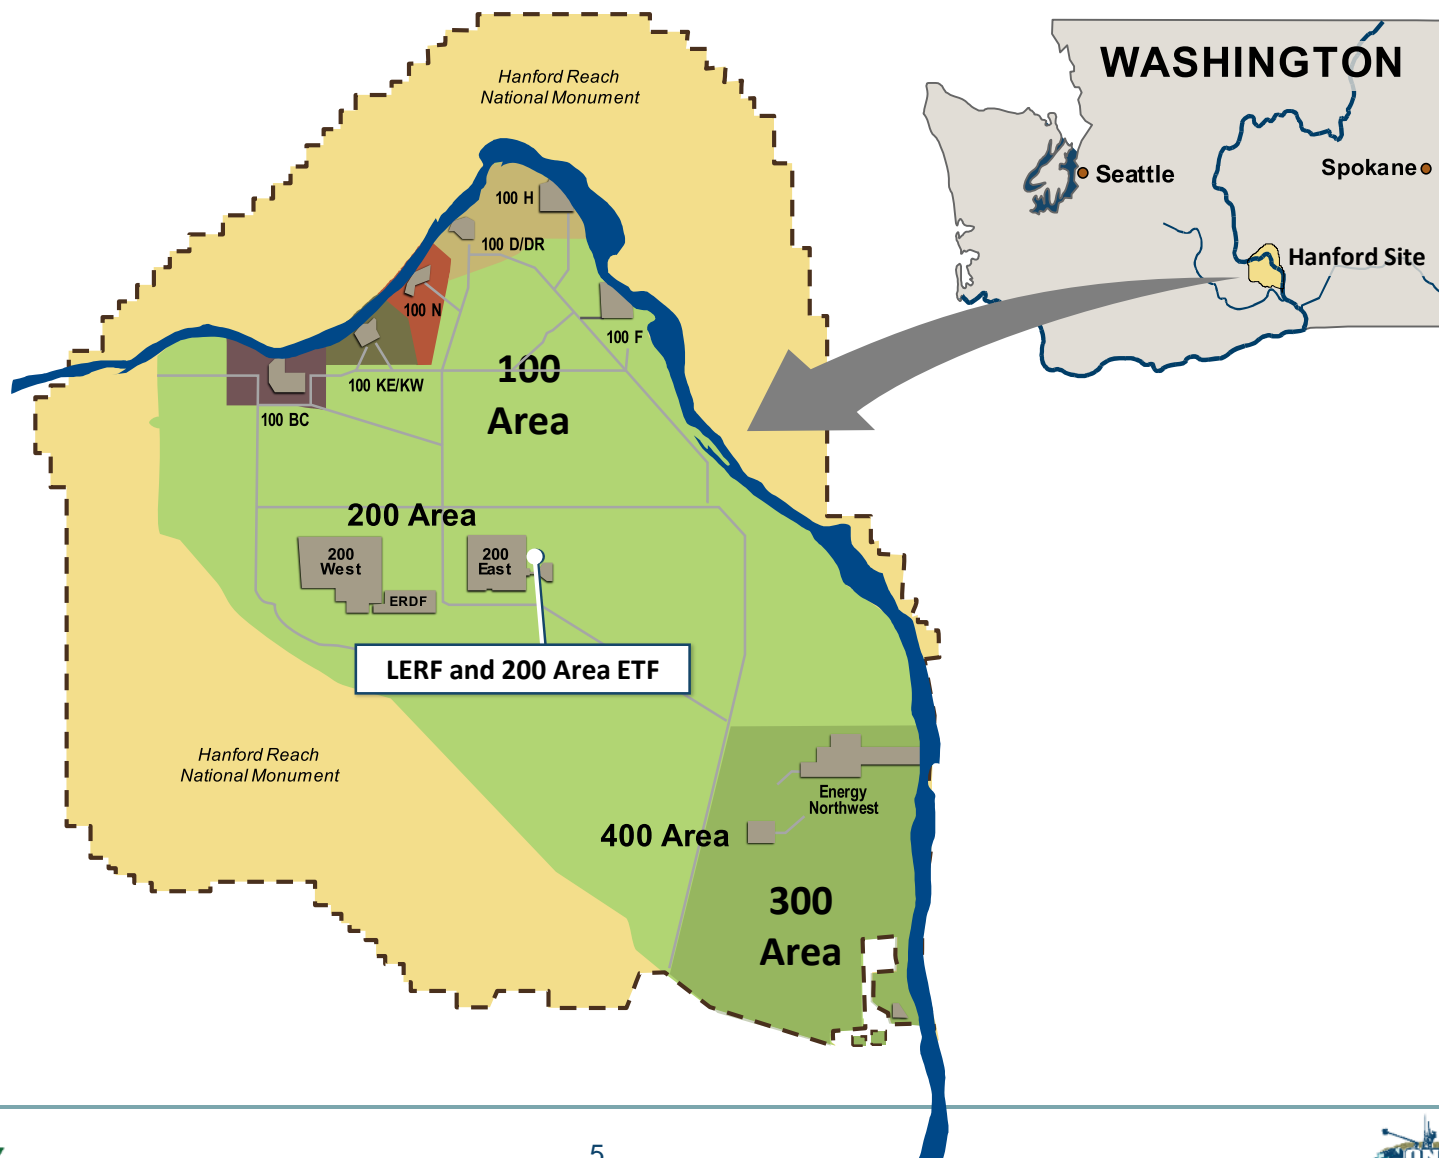 Hanford Reach
National Monument
WASHINGTON
Seattle
Spokane
Hanford Site
100 H
100 D/DR
100 N
100 F
100 KE/KW
100 BC
100
Area
200 Area
200
West
200
East
ERDF
LERF and 200 Area ETF
Hanford Reach
National Monument
Energy
Northwest
400 Area
300
Area
5